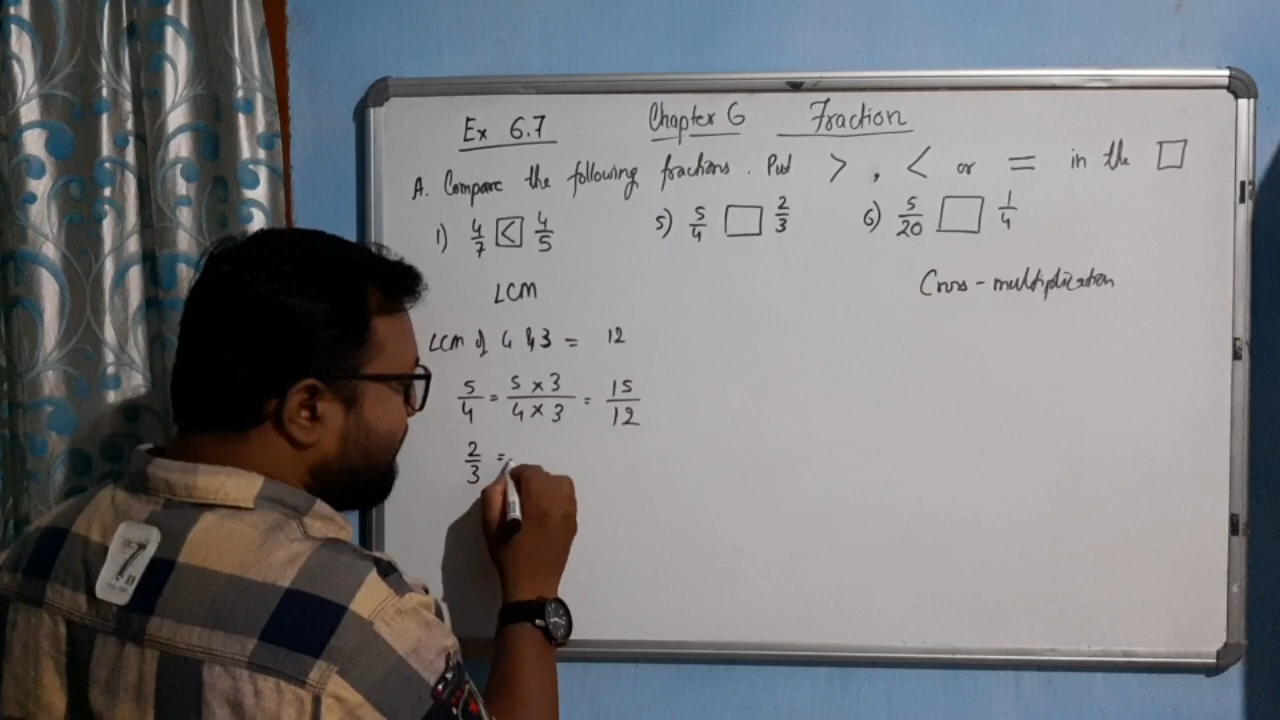 Ex 6.7 Chapter 6 Fraction
A. Compare the following fractions. Put >, < or = in the □
1) 4/7 < 4/5 5) 5/4 □ 2/3 6) 5/20 □ 1/4
LCM Cross-multiplication
LCM of 4 & 3 = 12
5/4 = 5 x 3 / 4 x 3 = 15/12
2/3 =